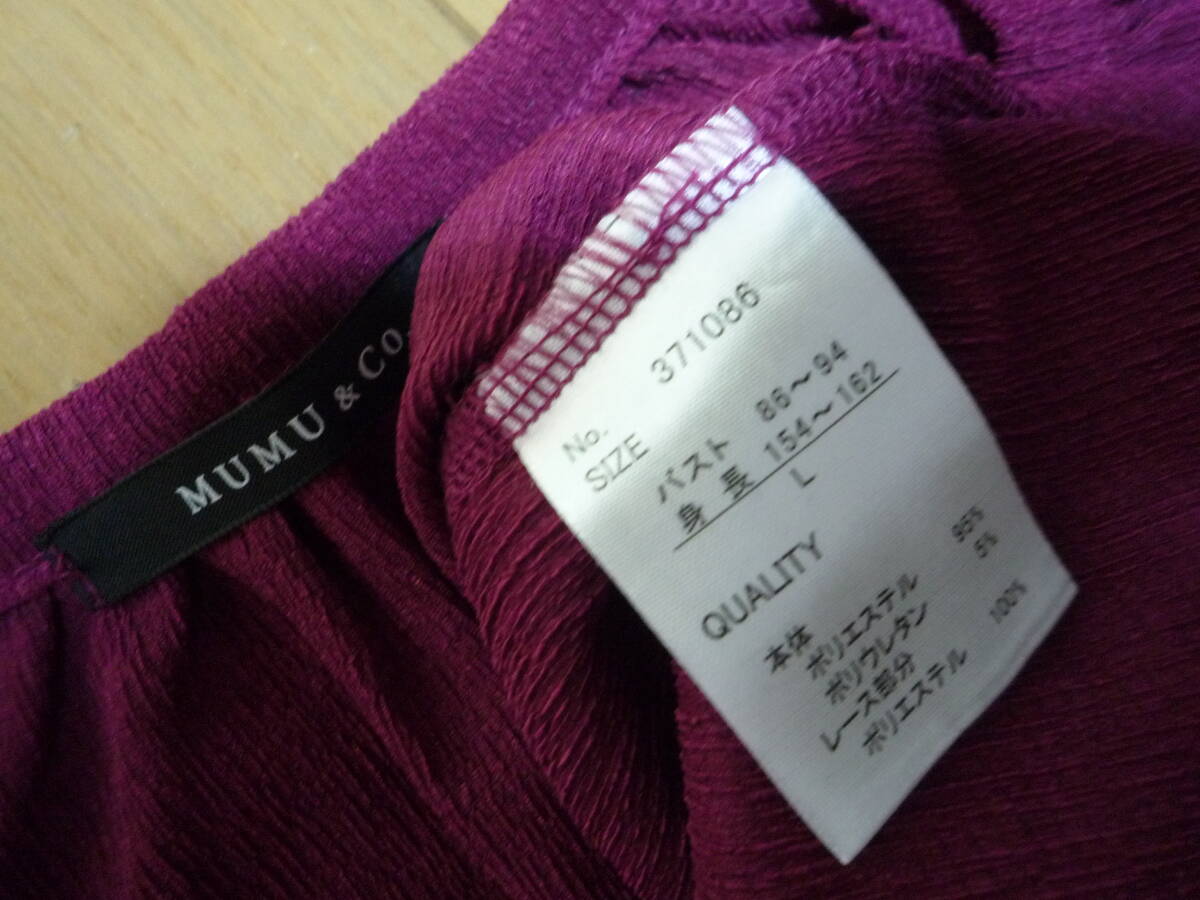 MUMU & Co.
No. 371086
SIZE
バスト 86～94
身長 154～162
L
QUALITY
本体
ポリエステル 95%
ポリウレタン 5%
レース部分
ポリエステル 100%